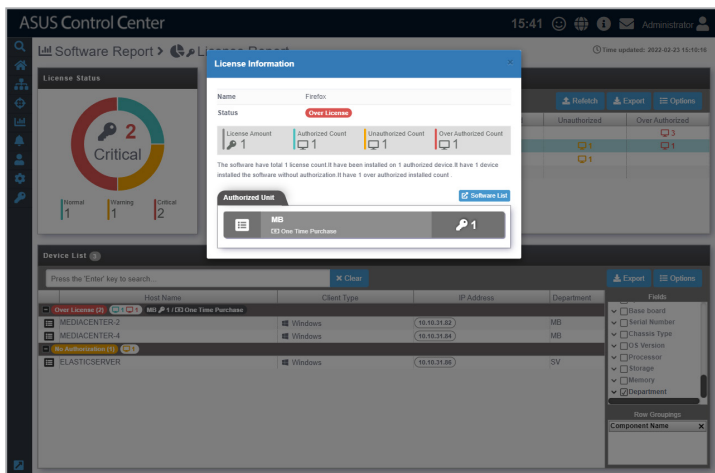 ASUS Control Center
15:41
Administrator
Software Report > License Report
Time updated: 2022-02-23 15:10:16
License Status
2
Critical
Normal
1
Warning
1
Critical
2
License Information
×
Name Firefox
Status Over License
License Amount
1
Authorized Count
1
Unauthorized Count
1
Over Authorized Count
1
The software have total 1 license count.It have been installed on 1 authorized device.It have 1 device
installed the software without authorization.It have 1 over authorized installed count .
Authorized Unit
Software List
MB
One Time Purchase
1
Refetch Export Options
Unauthorized Over Authorized
3
1 1
1
Device List 3
Press the 'Enter' key to search...
Clear
Export Options
Host Name Client Type IP Address Department
Over License (2) 1 1 MB 1 / One Time Purchase
MEDIACENTER-2 Windows 10.10.31.82 MB
MEDIACENTER-4 Windows 10.10.31.84 MB
No Authorization (1) 1
ELASTICSERVER Windows 10.10.31.86 SV
Fields
Base board
Serial Number
Chassis Type
OS Version
Processor
Storage
Memory
Department
Row Groupings
Component Name x